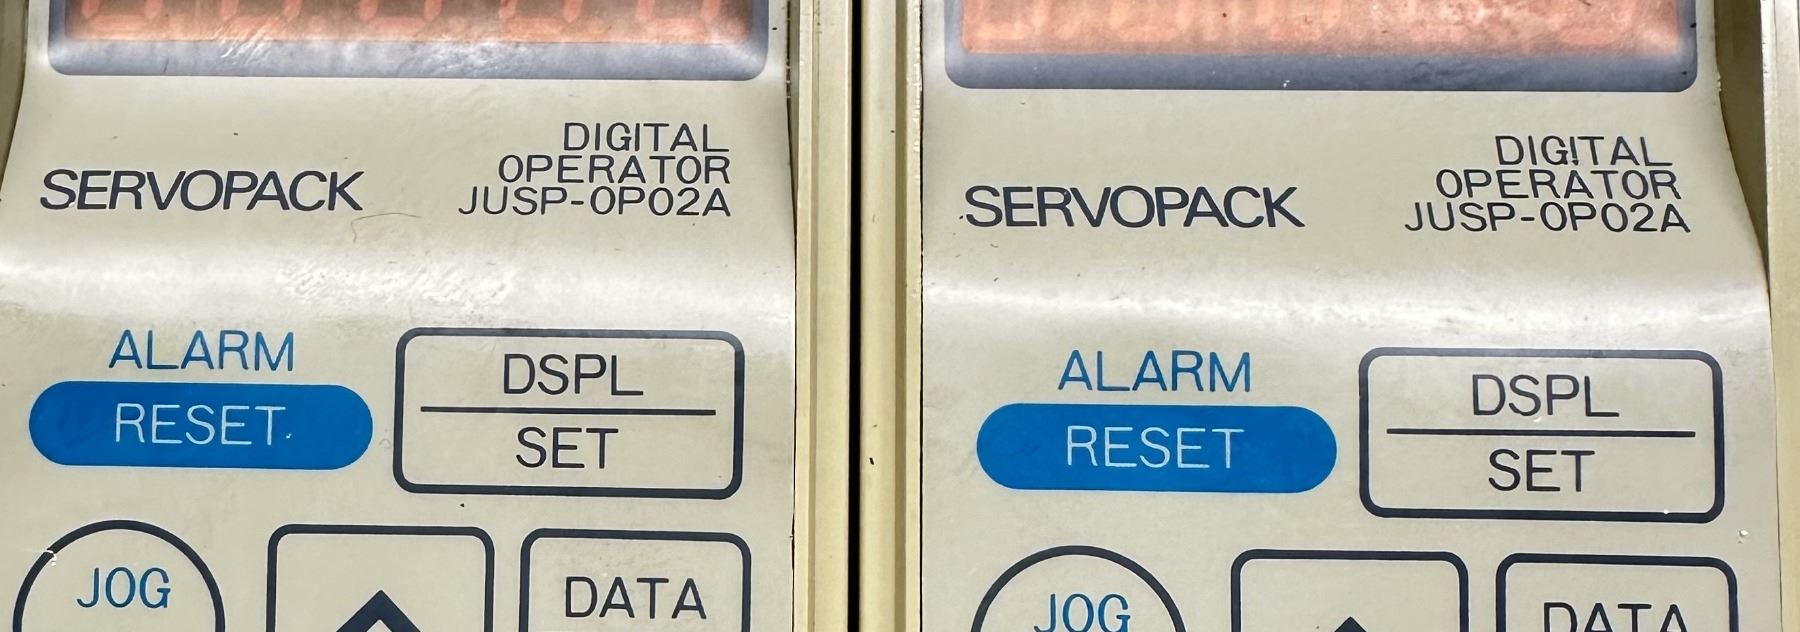 DIGITAL
OPERATOR
SERVOPACK JUSP-OP02A
ALARM
RESET
DSPL
SET
JOG
DATA
DIGITAL
OPERATOR
SERVOPACK JUSP-OP02A
ALARM
RESET
DSPL
SET
JOG
DATA